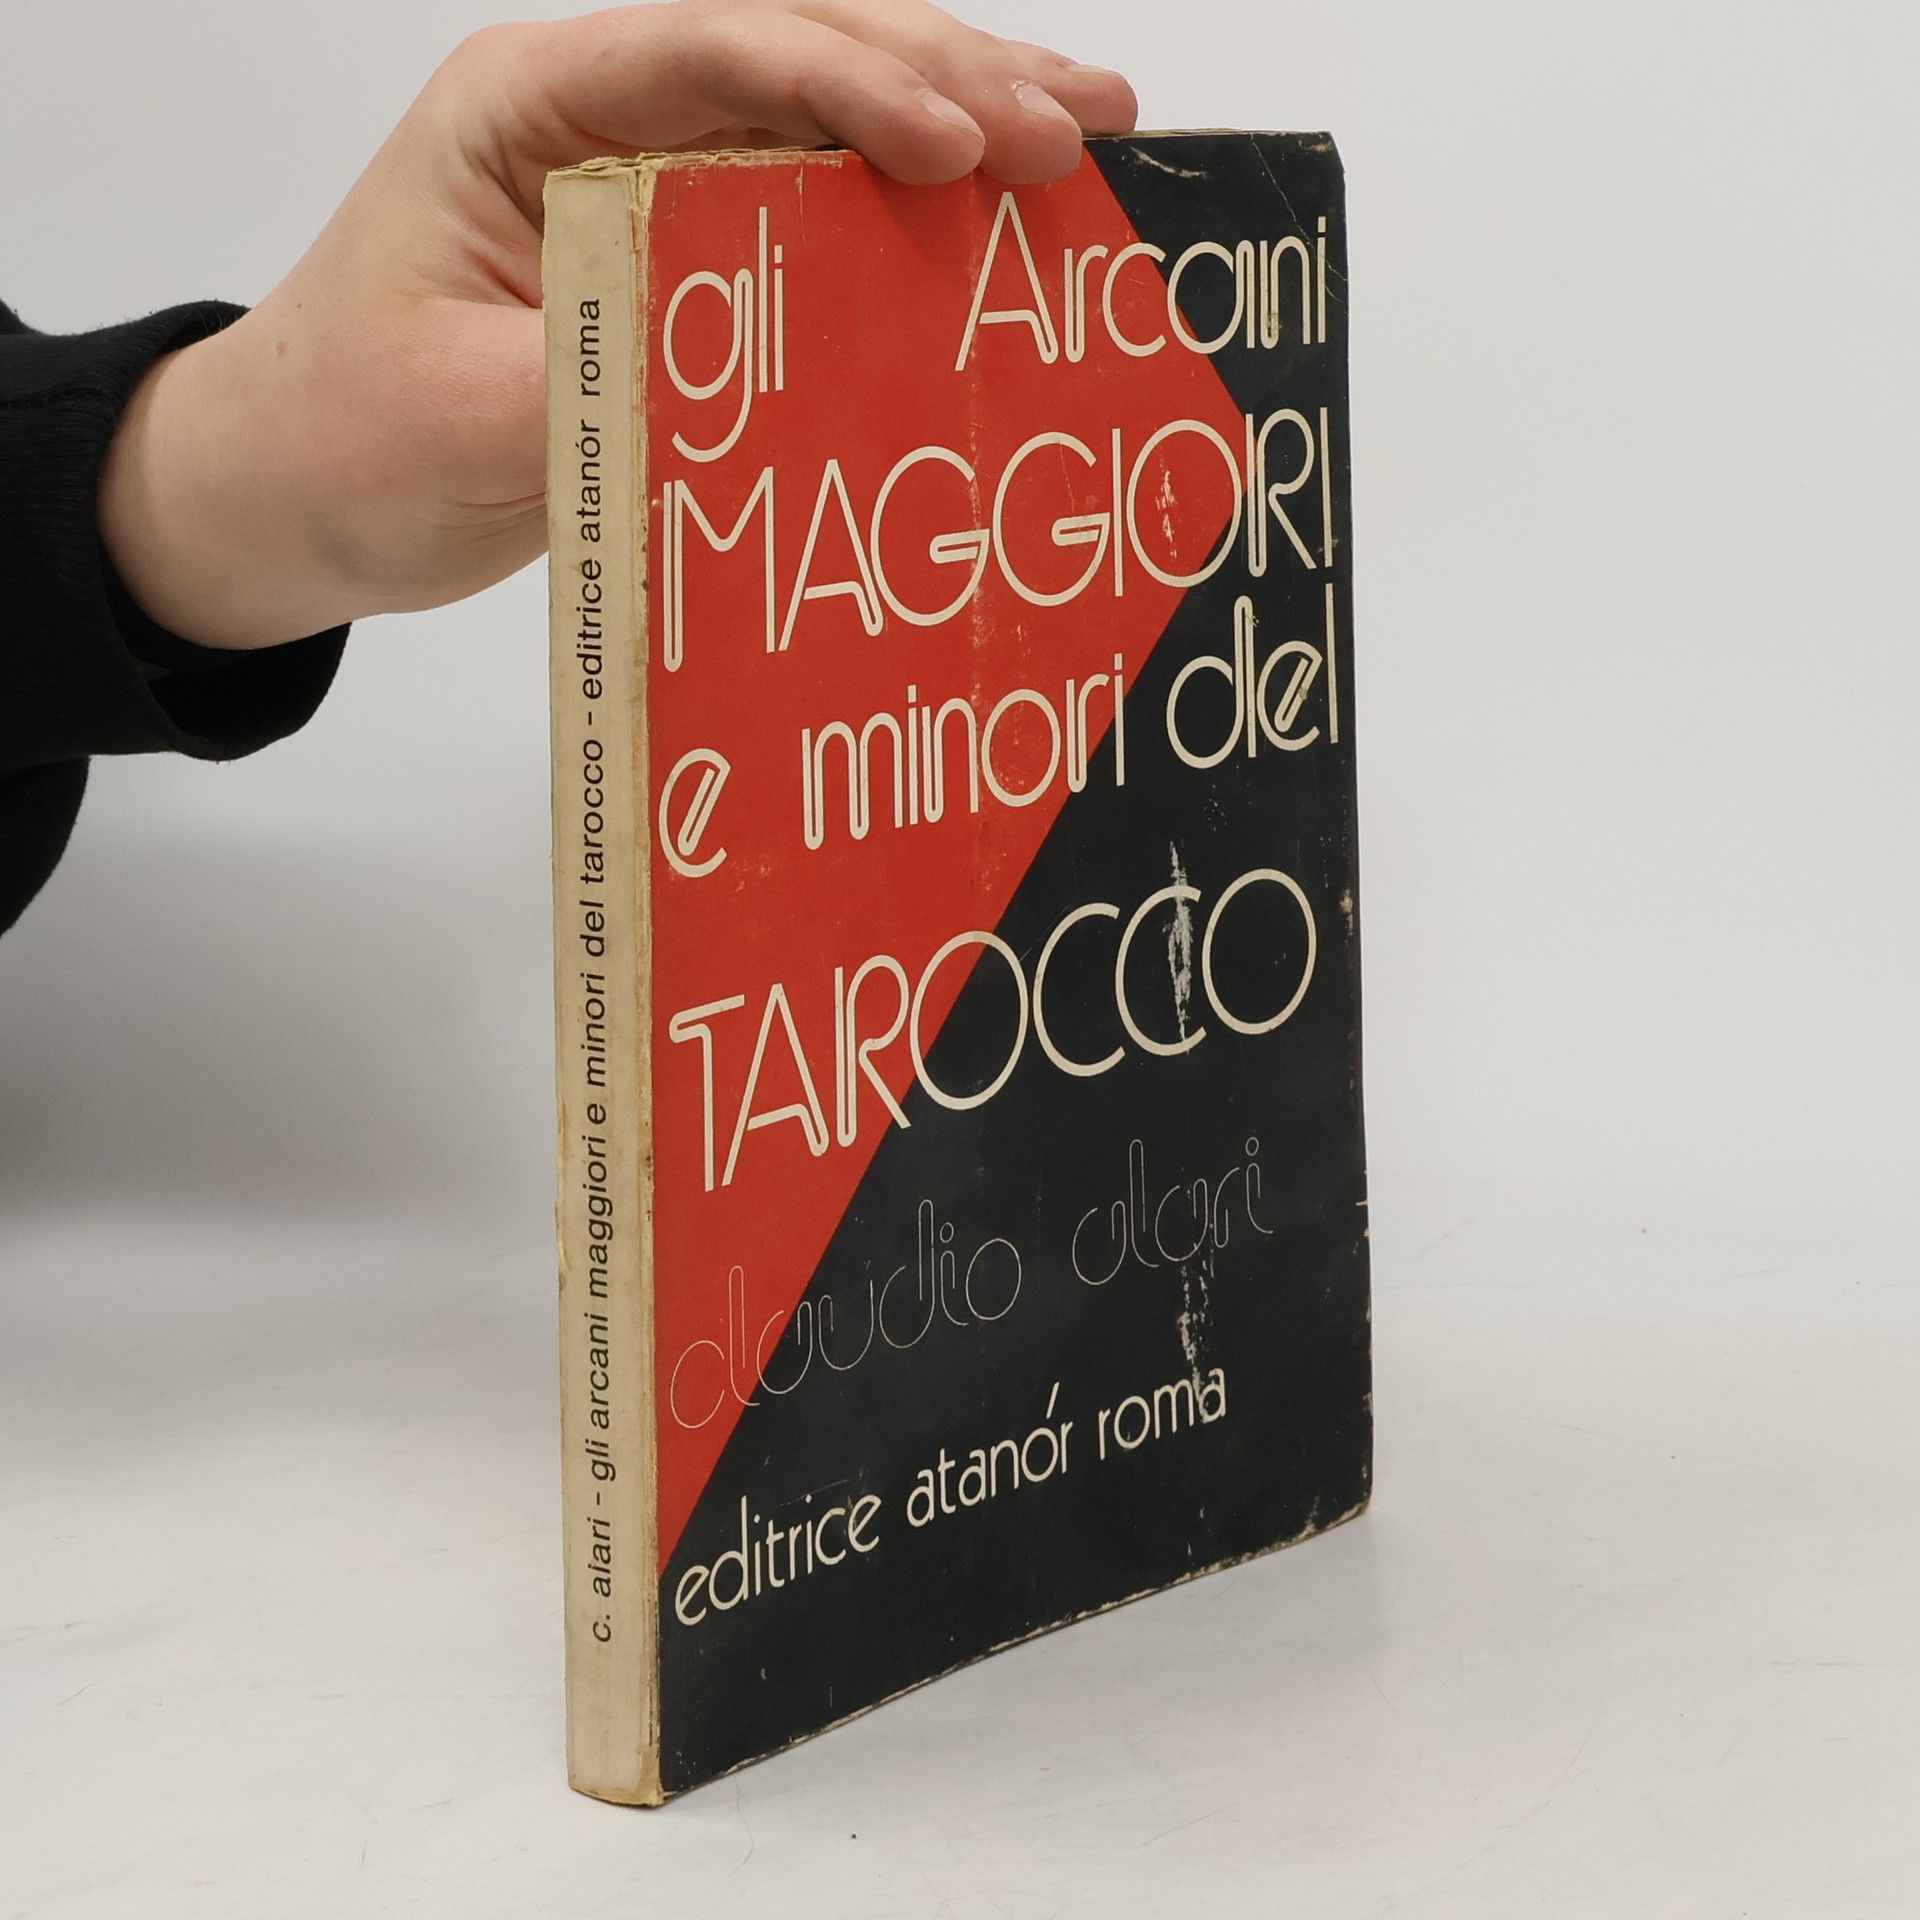 c. alari - gli arcani maggiori e minori del tarocco - editrice atanór roma
gli Arcani
MAGGIORI
e minori del
TAROCCO
claudio alari
editrice atanór roma